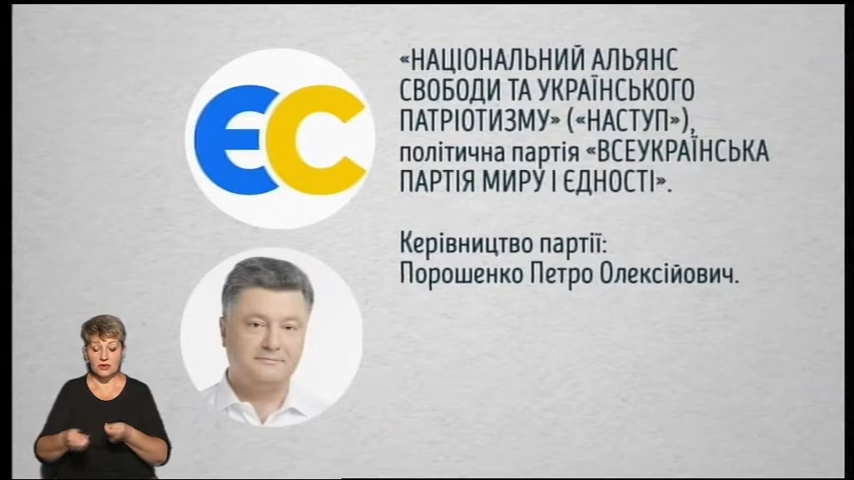 ЄС
«НАЦІОНАЛЬНИЙ АЛЬЯНС
СВОБОДИ ТА УКРАЇНСЬКОГО
ПАТРІОТИЗМУ» («НАСТУП»),
політична партія «ВСЕУКРАЇНСЬКА
ПАРТІЯ МИРУ І ЄДНОСТІ».
Керівництво партії:
Порошенко Петро Олексійович.